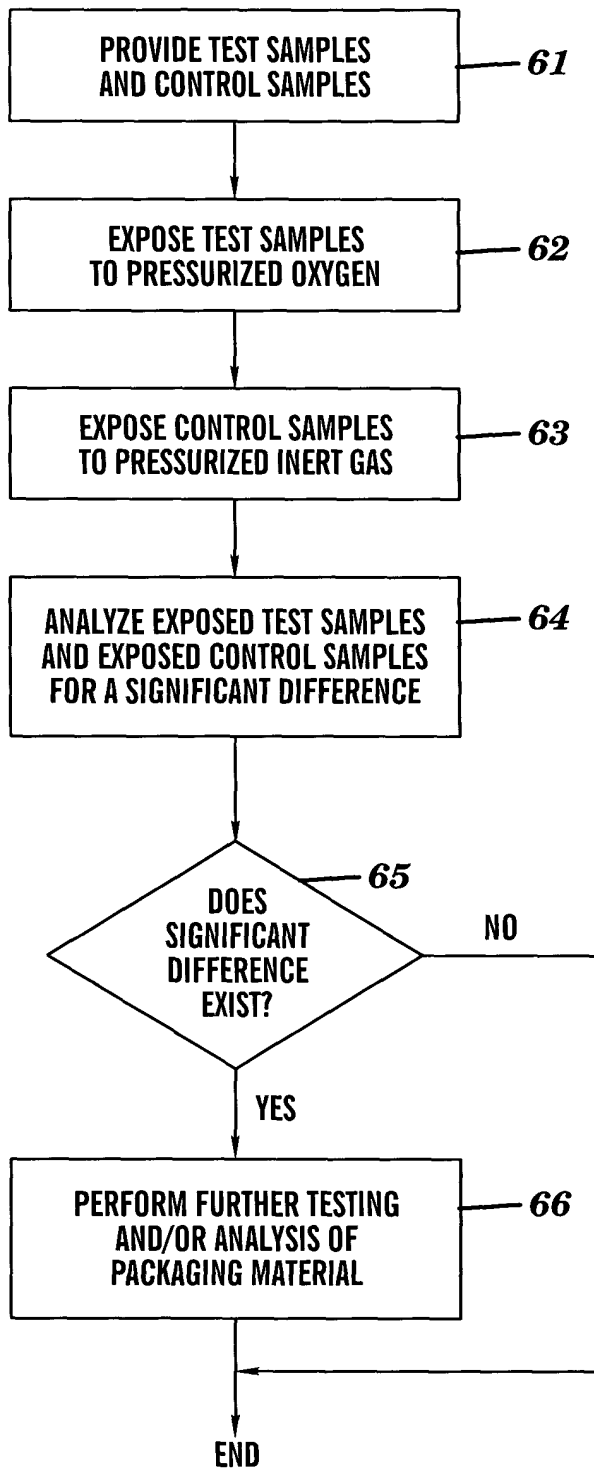 PROVIDE TEST SAMPLES
AND CONTROL SAMPLES
61
EXPOSE TEST SAMPLES
TO PRESSURIZED OXYGEN
62
EXPOSE CONTROL SAMPLES
TO PRESSURIZED INERT GAS
63
ANALYZE EXPOSED TEST SAMPLES
AND EXPOSED CONTROL SAMPLES
FOR A SIGNIFICANT DIFFERENCE
64
DOES
SIGNIFICANT
DIFFERENCE
EXIST?
65
NO
YES
PERFORM FURTHER TESTING
AND/OR ANALYSIS OF
PACKAGING MATERIAL
66
END